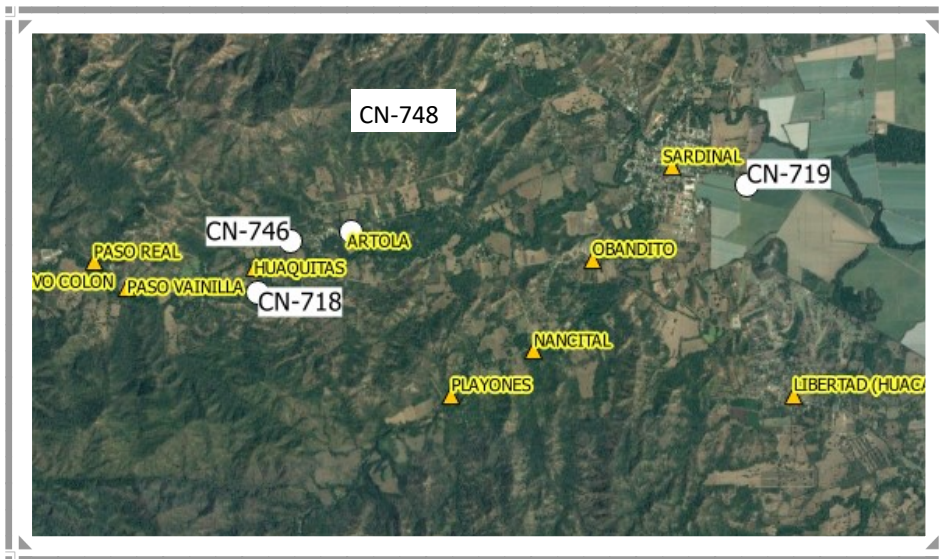 CN-748
SARDINAL
CN-719
CN-746
ARTOLA
PASO REAL
OBANDITO
HUAQUITAS
VO COLON
PASO VAINILLA
CN-718
NANCITAL
PLAYONES
LIBERTAD (HUACA